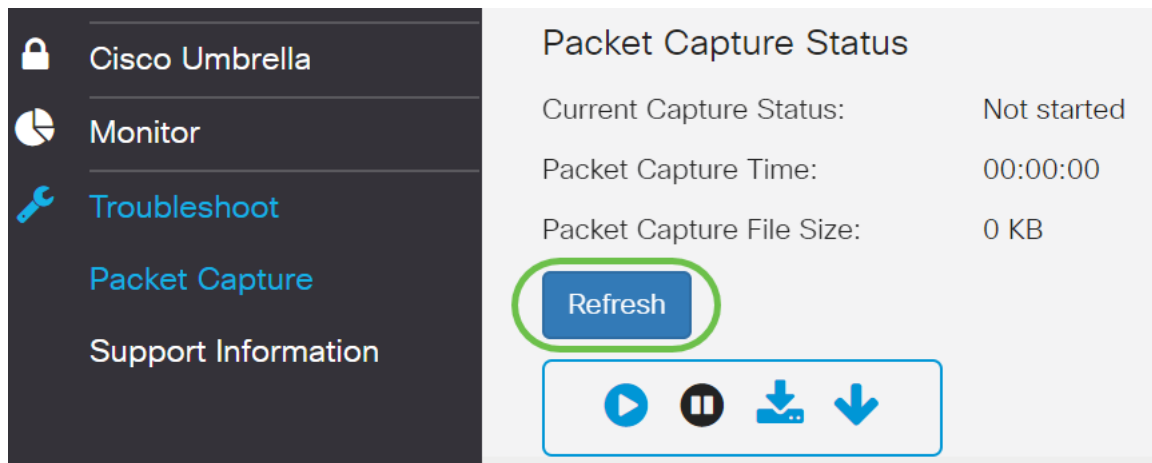 Cisco Umbrella
Monitor
Troubleshoot
Packet Capture
Support Information
Packet Capture Status
Current Capture Status: Not started
Packet Capture Time: 00:00:00
Packet Capture File Size: 0 KB
Refresh